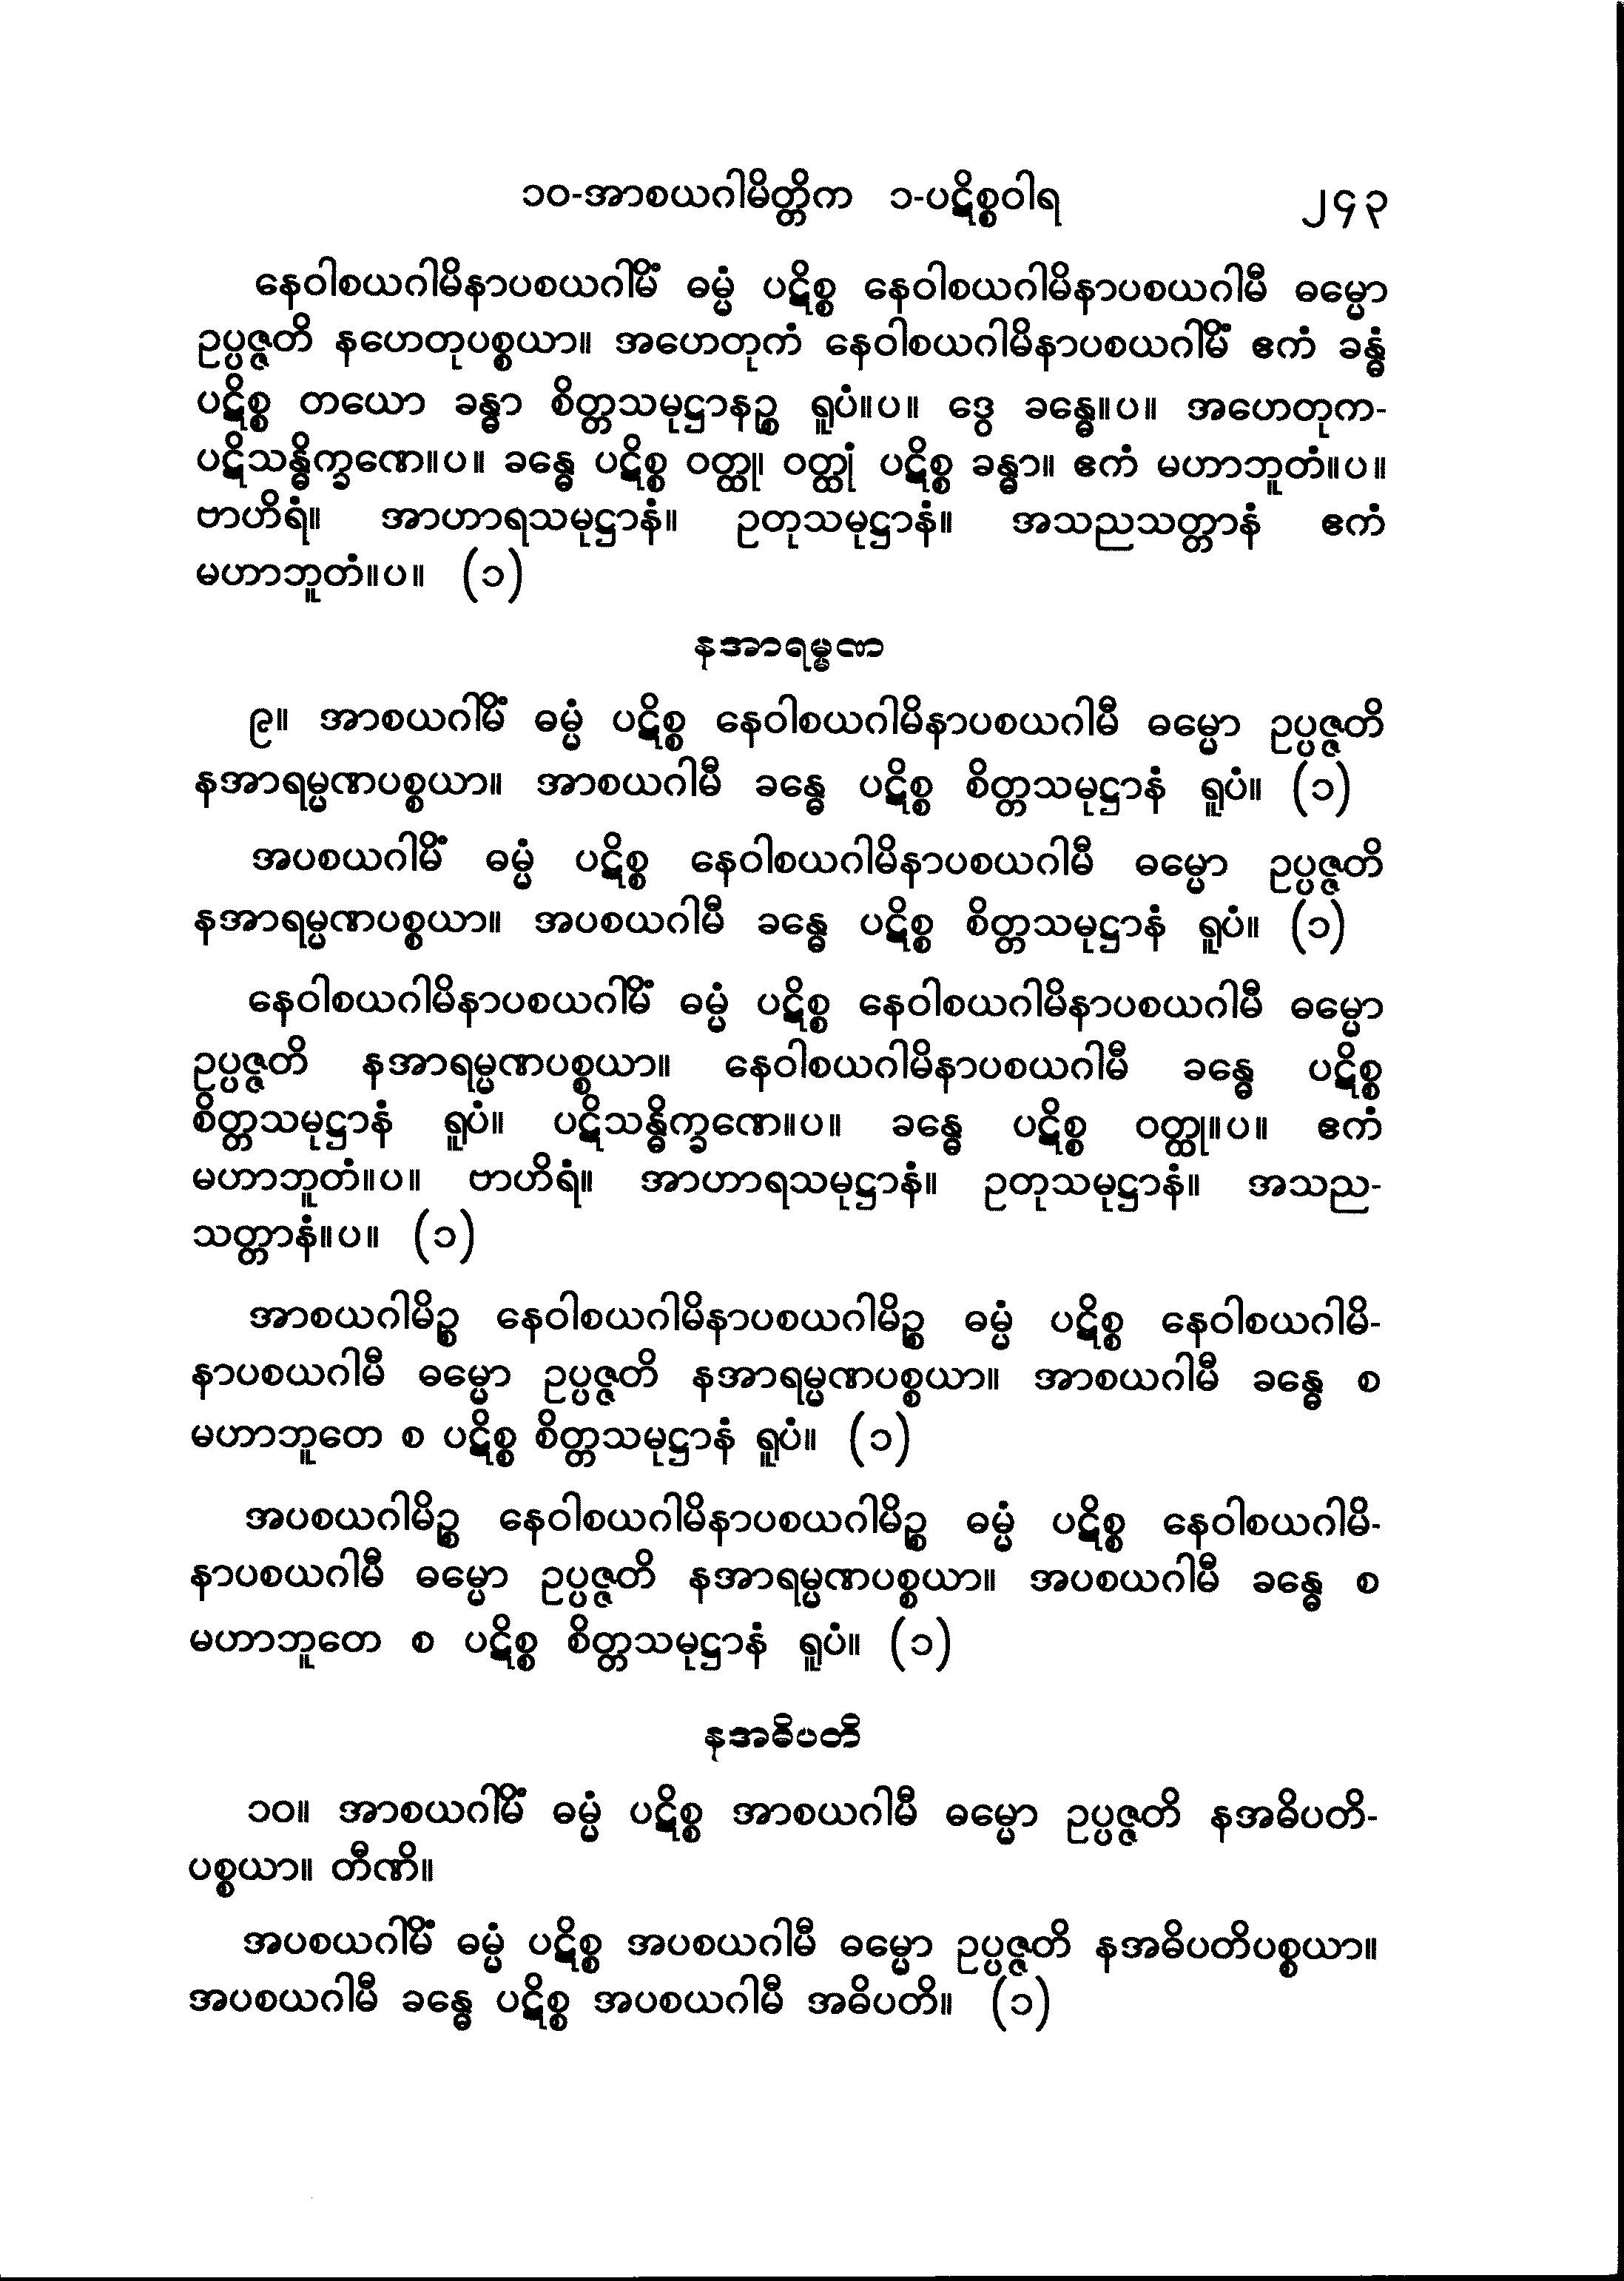 ၁၀-အာစယဂါမိတ္တိက ၁-ပဋိစ္စဝါရ ၂၄၃
နေဝါစယဂါမိနာပစယဂါမိံ ဓမ္မံ ပဋိစ္စ နေဝါစယဂါမိနာပစယဂါမီ ဓမ္မော
ဥပ္ပဇ္ဇတိ နဟေတုပစ္စယာ။ အဟေတုကံ နေဝါစယဂါမိနာပစယဂါမိံ ဧကံ ခန္ဓံ
ပဋိစ္စ တယော ခန္ဓာ စိတ္တသမုဋ္ဌာနဉ္စ ရူပံ။ပ။ ဒွေ ခန္ဓေ။ပ။ အဟေတုက-
ပဋိသန္ဓိက္ခဏေ။ပ။ ခန္ဓေ ပဋိစ္စ ဝတ္ထု။ ဝတ္ထုံ ပဋိစ္စ ခန္ဓာ။ ဧကံ မဟာဘူတံ။ပ။
ဗာဟိရံ။ အာဟာရသမုဋ္ဌာနံ။ ဥတုသမုဋ္ဌာနံ။ အသညသတ္တာနံ ဧကံ
မဟာဘူတံ။ပ။ (၁)
နအာရမ္မဏ
၉။ အာစယဂါမိံ ဓမ္မံ ပဋိစ္စ နေဝါစယဂါမိနာပစယဂါမီ ဓမ္မော ဥပ္ပဇ္ဇတိ
နအာရမ္မဏပစ္စယာ။ အာစယဂါမီ ခန္ဓေ ပဋိစ္စ စိတ္တသမုဋ္ဌာနံ ရူပံ။ (၁)
အပစယဂါမိံ ဓမ္မံ ပဋိစ္စ နေဝါစယဂါမိနာပစယဂါမီ ဓမ္မော ဥပ္ပဇ္ဇတိ
နအာရမ္မဏပစ္စယာ။ အပစယဂါမီ ခန္ဓေ ပဋိစ္စ စိတ္တသမုဋ္ဌာနံ ရူပံ။ (၁)
နေဝါစယဂါမိနာပစယဂါမိံ ဓမ္မံ ပဋိစ္စ နေဝါစယဂါမိနာပစယဂါမီ ဓမ္မော
ဥပ္ပဇ္ဇတိ နအာရမ္မဏပစ္စယာ။ နေဝါစယဂါမိနာပစယဂါမီ ခန္ဓေ ပဋိစ္စ
စိတ္တသမုဋ္ဌာနံ ရူပံ။ ပဋိသန္ဓိက္ခဏေ။ပ။ ခန္ဓေ ပဋိစ္စ ဝတ္ထု။ပ။ ဧကံ
မဟာဘူတံ။ပ။ ဗာဟိရံ။ အာဟာရသမုဋ္ဌာနံ။ ဥတုသမုဋ္ဌာနံ။ အသည-
သတ္တာနံ။ပ။ (၁)
အာစယဂါမိဉ္စ နေဝါစယဂါမိနာပစယဂါမိဉ္စ ဓမ္မံ ပဋိစ္စ နေဝါစယဂါမိ-
နာပစယဂါမီ ဓမ္မော ဥပ္ပဇ္ဇတိ နအာရမ္မဏပစ္စယာ။ အာစယဂါမီ ခန္ဓေ စ
မဟာဘူတေ စ ပဋိစ္စ စိတ္တသမုဋ္ဌာနံ ရူပံ။ (၁)
အပစယဂါမိဉ္စ နေဝါစယဂါမိနာပစယဂါမိဉ္စ ဓမ္မံ ပဋိစ္စ နေဝါစယဂါမိ-
နာပစယဂါမီ ဓမ္မော ဥပ္ပဇ္ဇတိ နအာရမ္မဏပစ္စယာ။ အပစယဂါမီ ခန္ဓေ စ
မဟာဘူတေ စ ပဋိစ္စ စိတ္တသမုဋ္ဌာနံ ရူပံ။ (၁)
နအဓိပတိ
၁၀။ အာစယဂါမိံ ဓမ္မံ ပဋိစ္စ အာစယဂါမီ ဓမ္မော ဥပ္ပဇ္ဇတိ နအဓိပတိ-
ပစ္စယာ။ တီဏိ။
အပစယဂါမိံ ဓမ္မံ ပဋိစ္စ အပစယဂါမီ ဓမ္မော ဥပ္ပဇ္ဇတိ နအဓိပတိပစ္စယာ။
အပစယဂါမီ ခန္ဓေ ပဋိစ္စ အပစယဂါမီ အဓိပတိ။ (၁)